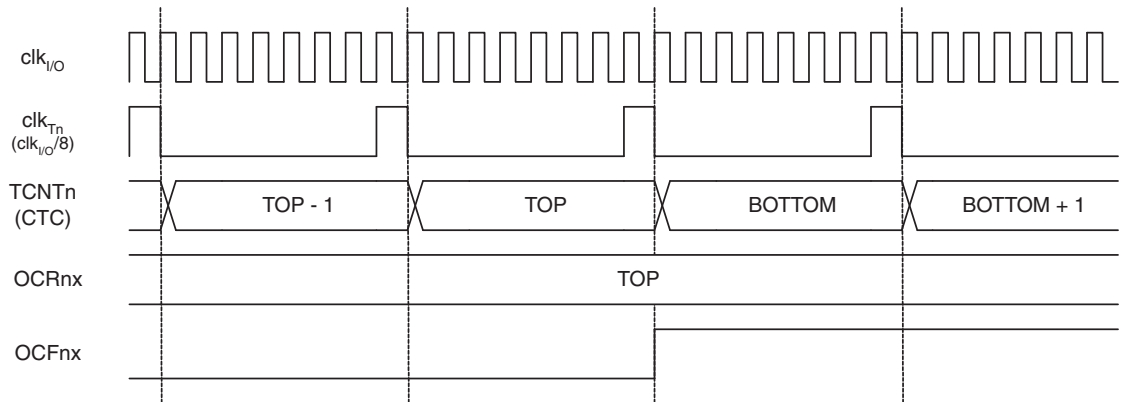 clkI/O
clkTn
(clkI/O/8)
TCNTn
(CTC)
TOP - 1
TOP
BOTTOM
BOTTOM + 1
OCRnx
TOP
OCFnx